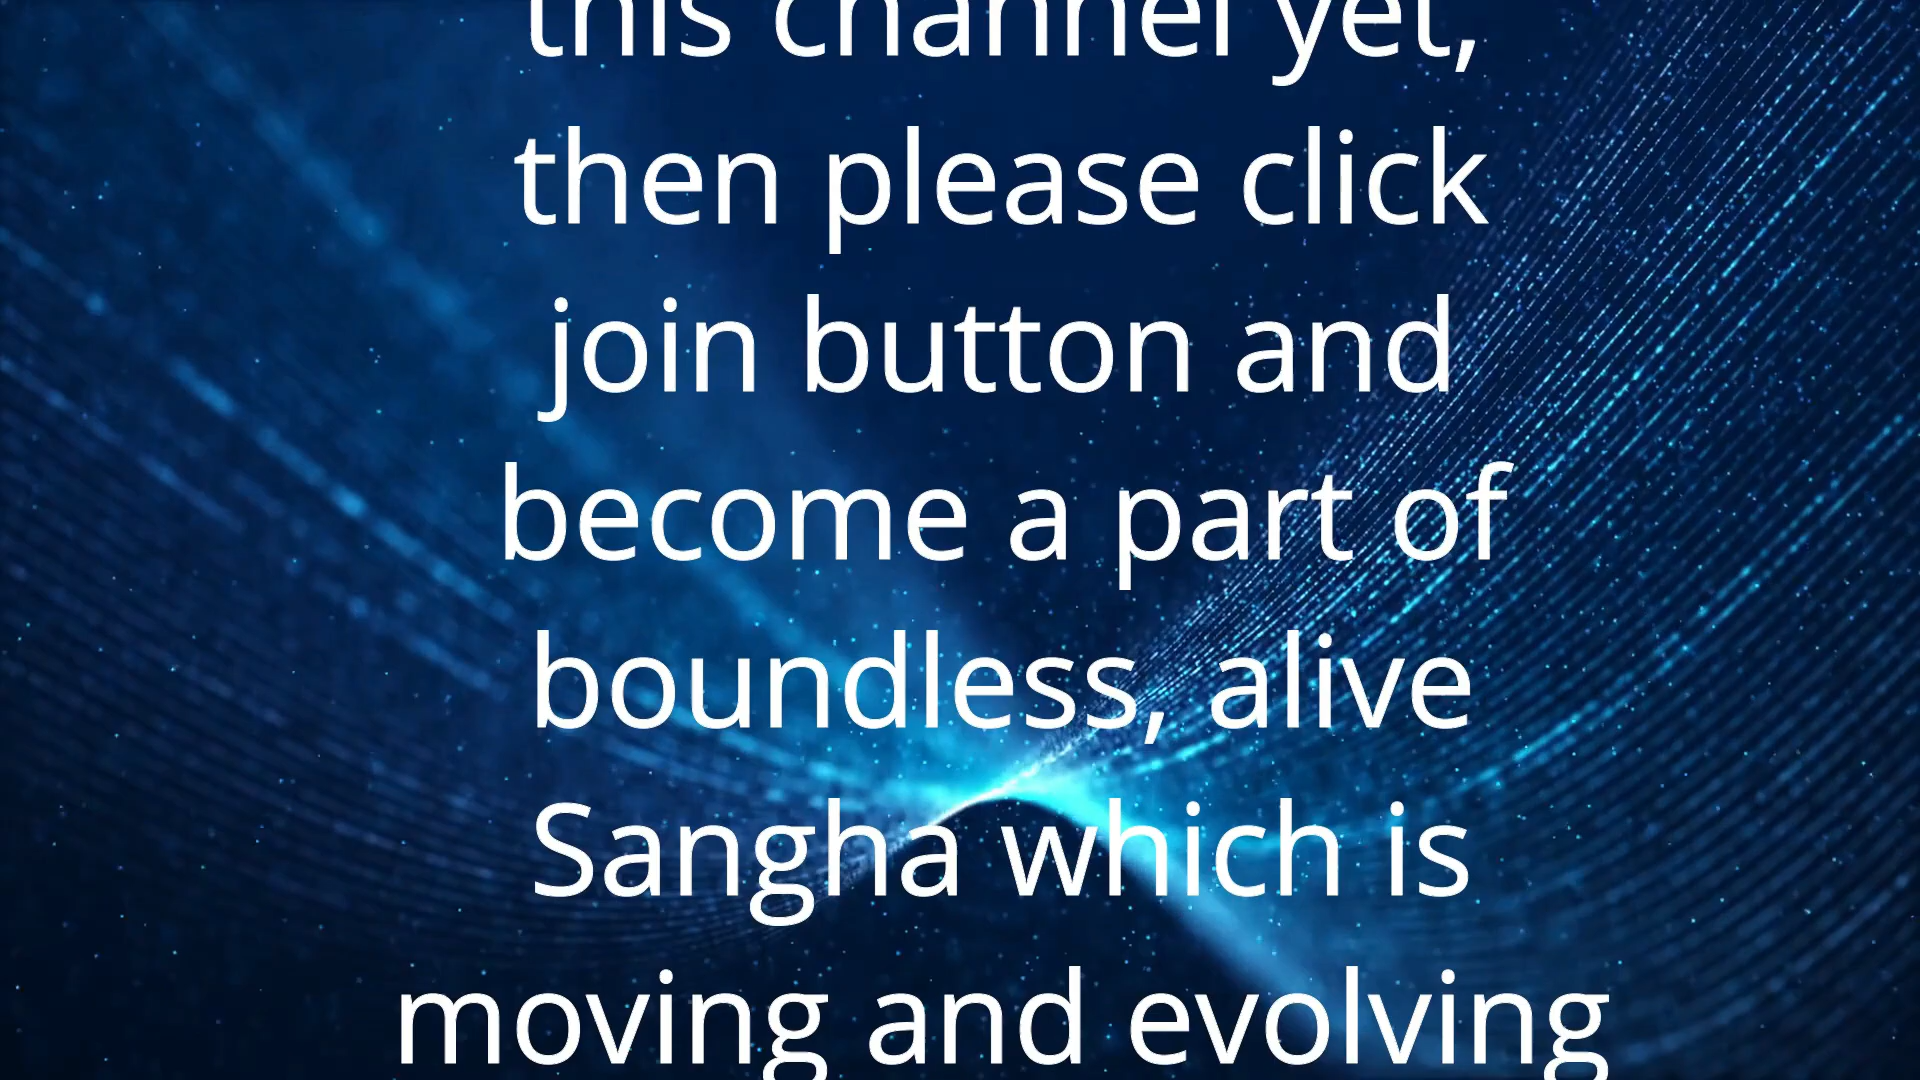 this channel yet,
then please click
join button and
become a part of
boundless, alive
Sangha which is
moving and evolving